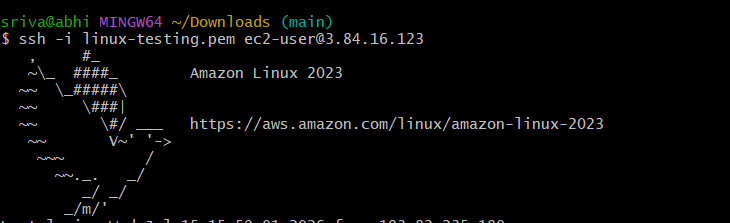 sriva@abhi MINGW64 ~/Downloads (main)
$ ssh -i linux-testing.pem ec2-user@3.84.16.123
   ,     #_
   ~\_  ####_        Amazon Linux 2023
  ~~  \_#####\
  ~~     \###|
  ~~       \#/ ___   https://aws.amazon.com/linux/amazon-linux-2023
   ~~       V~' '->
    ~~~         /
      ~~._.   _/
         _/ _/
       _/m/'